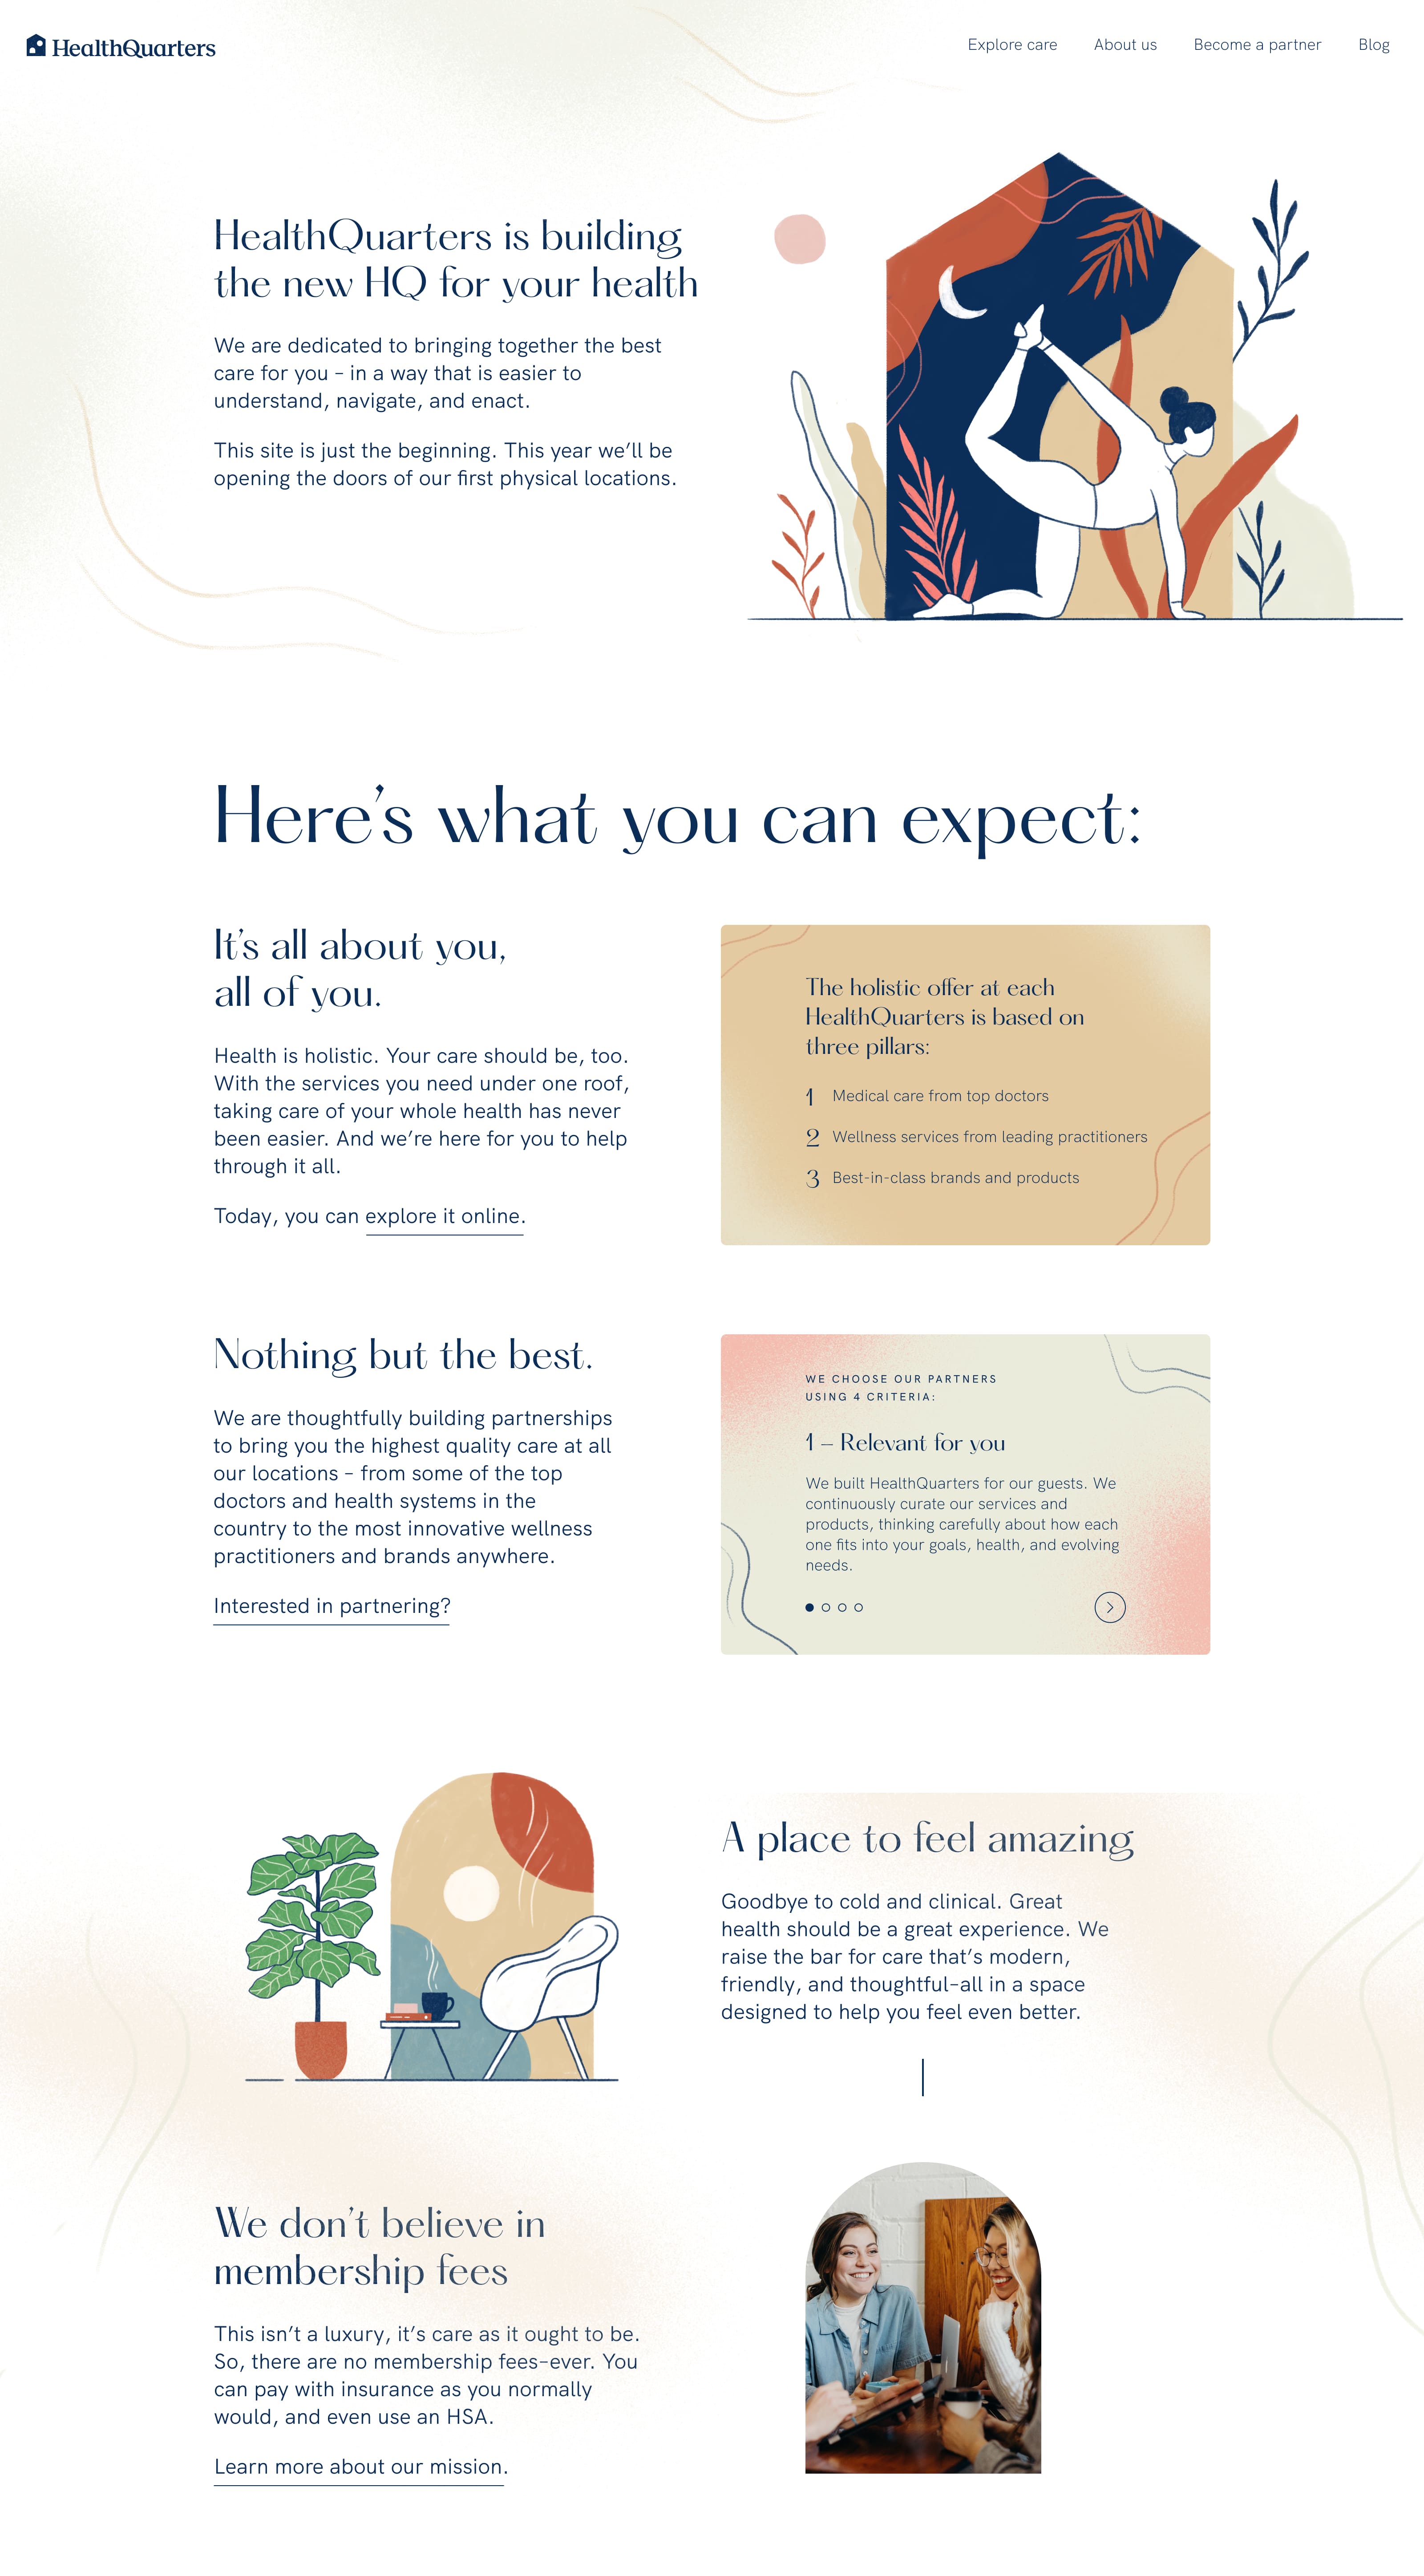 HealthQuarters
Explore care
About us
Become a partner
Blog
HealthQuarters is building
the new HQ for your health
We are dedicated to bringing together the best
care for you – in a way that is easier to
understand, navigate, and enact.
This site is just the beginning. This year we’ll be
opening the doors of our first physical locations.
Here’s what you can expect:
It’s all about you,
all of you.
Health is holistic. Your care should be, too.
With the services you need under one roof,
taking care of your whole health has never
been easier. And we’re here for you to help
through it all.
Today, you can explore it online.
The holistic offer at each
HealthQuarters is based on
three pillars:
1 Medical care from top doctors
2 Wellness services from leading practitioners
3 Best-in-class brands and products
Nothing but the best.
We are thoughtfully building partnerships
to bring you the highest quality care at all
our locations – from some of the top
doctors and health systems in the
country to the most innovative wellness
practitioners and brands anywhere.
Interested in partnering?
WE CHOOSE OUR PARTNERS
USING 4 CRITERIA:
1 – Relevant for you
We built HealthQuarters for our guests. We
continuously curate our services and
products, thinking carefully about how each
one fits into your goals, health, and evolving
needs.
A place to feel amazing
Goodbye to cold and clinical. Great
health should be a great experience. We
raise the bar for care that’s modern,
friendly, and thoughtful–all in a space
designed to help you feel even better.
We don’t believe in
membership fees
This isn’t a luxury, it’s care as it ought to be.
So, there are no membership fees–ever. You
can pay with insurance as you normally
would, and even use an HSA.
Learn more about our mission.